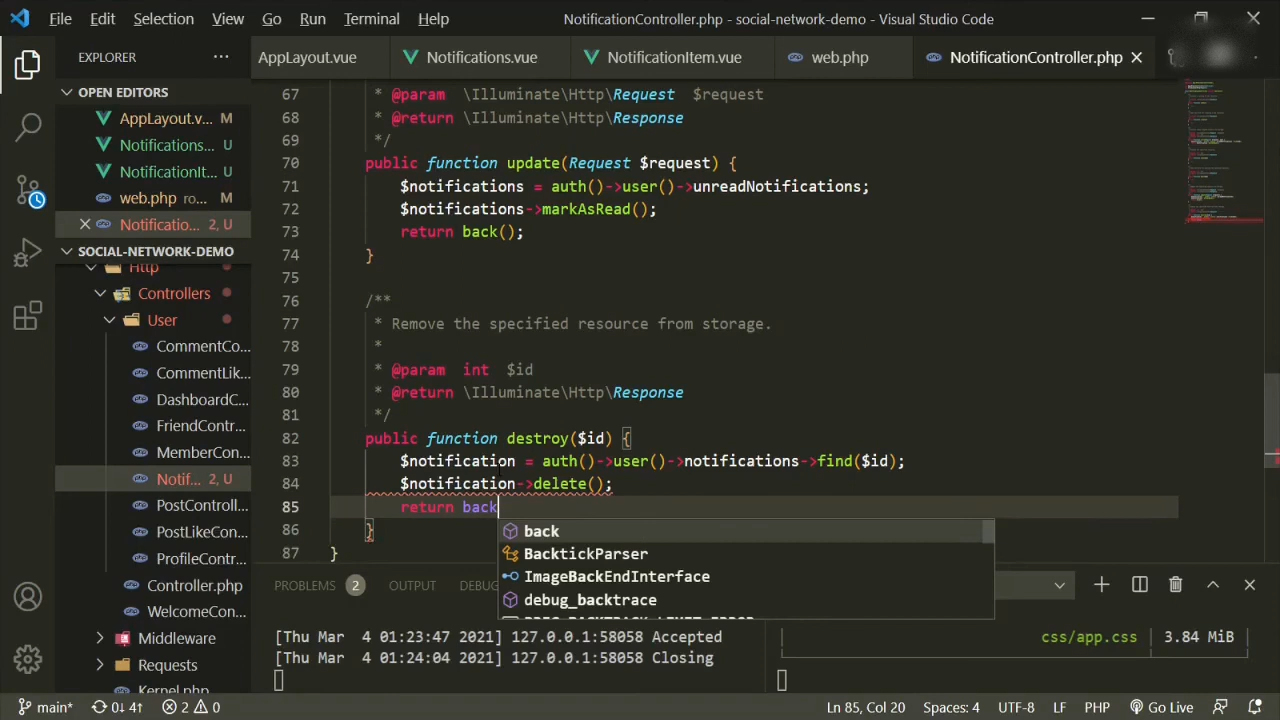 File Edit Selection View Go Run Terminal Help NotificationController.php - social-network-demo - Visual Studio Code
EXPLORER ··· AppLayout.vue Notifications.vue NotificationItem.vue web.php NotificationController.php
OPEN EDITORS
AppLayout.v... M
Notifications... U
NotificationIt... U
web.php ro... M
Notificatio... 2, U
SOCIAL-NETWORK-DEMO
Http
Controllers
User
CommentCo...
CommentLik...
DashboardC...
FriendContr...
MemberCon...
Notif... 2, U
PostControll...
PostLikeCon...
ProfileContr...
Controller.php
WelcomeCon...
Middleware
Requests
Kernel.php
67 * @param \Illuminate\Http\Request $request
68 * @return \Illuminate\Http\Response
69 */
70 public function update(Request $request) {
71 $notifications = auth()->user()->unreadNotifications;
72 $notifications->markAsRead();
73 return back();
74 }
75
76 /**
77 * Remove the specified resource from storage.
78 *
79 * @param int $id
80 * @return \Illuminate\Http\Response
81 */
82 public function destroy($id) {
83 $notification = auth()->user()->notifications->find($id);
84 $notification->delete();
85 return back
86 }
87 }
back
BacktickParser
ImageBackEndInterface
debug_backtrace
PROBLEMS 2 OUTPUT DEBU
[Thu Mar 4 01:23:47 2021] 127.0.0.1:58058 Accepted
[Thu Mar 4 01:24:04 2021] 127.0.0.1:58058 Closing
css/app.css 3.84 MiB
main* 0↓ 4↑ 2 0 Ln 85, Col 20 Spaces: 4 UTF-8 LF PHP Go Live